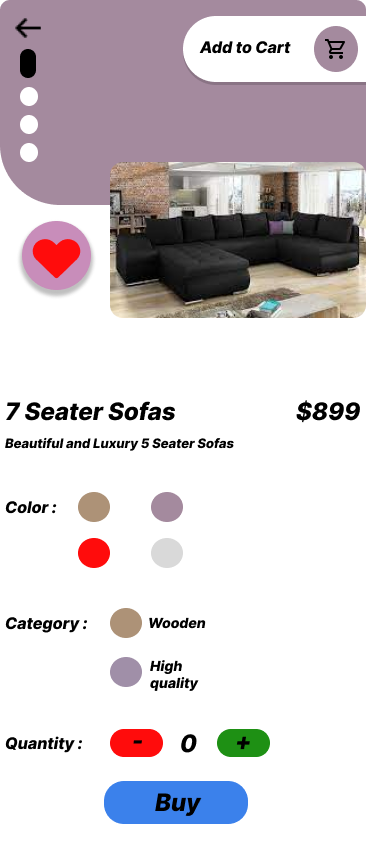 Add to Cart
7 Seater Sofas
$899
Beautiful and Luxury 5 Seater Sofas
Color :
Category :
Wooden
High
quality
Quantity :
-
0
+
Buy